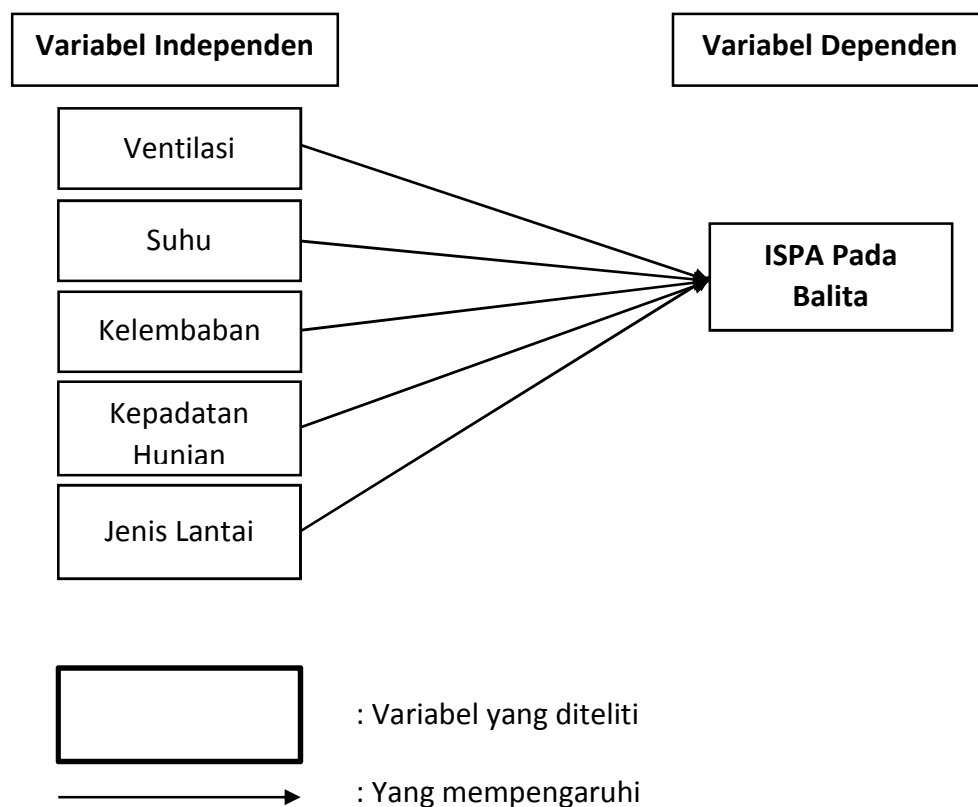 Variabel Independen
Variabel Dependen
Ventilasi
Suhu
Kelembaban
Kepadatan
Hunian
Jenis Lantai
ISPA Pada
Balita
: Variabel yang diteliti
: Yang mempengaruhi